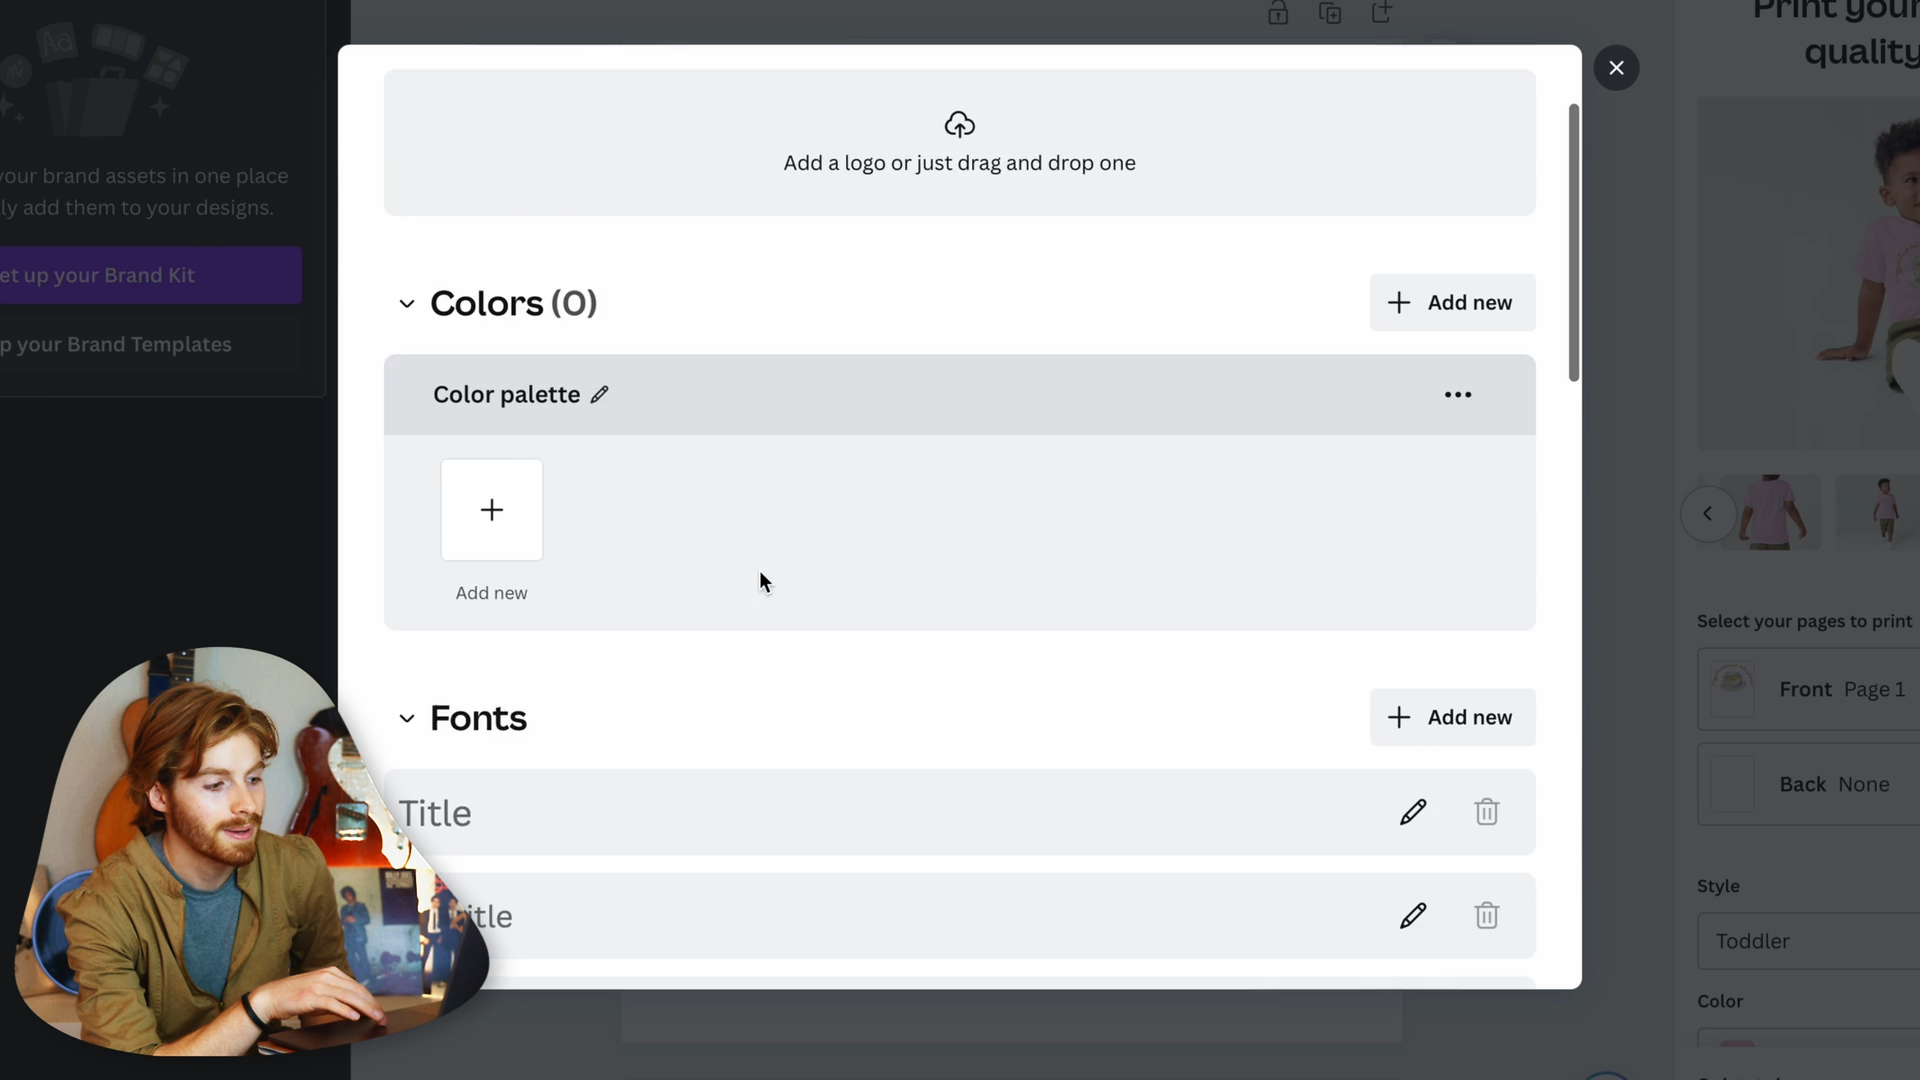 Aa
your brand assets in one place
ly add them to your designs.
et up your Brand Kit
p your Brand Templates
Add a logo or just drag and drop one
Colors (0)
Add new
Color palette
Add new
Fonts
Add new
Title
itle
Print your
quality
Select your pages to print
Front Page 1
Back None
Style
Toddler
Color